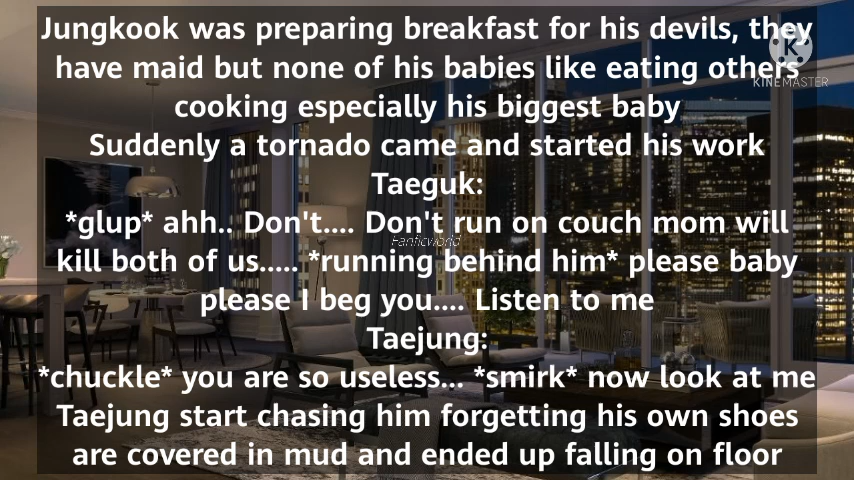 Jungkook was preparing breakfast for his devils, they
have maid but none of his babies like eating others
cooking especially his biggest baby
Suddenly a tornado came and started his work
Taeguk:
*glup* ahh.. Don't.... Don't run on couch mom will
kill both of us..... *running behind him* please baby
please I beg you.... Listen to me
Taejung:
*chuckle* you are so useless... *smirk* now look at me
Taejung start chasing him forgetting his own shoes
are covered in mud and ended up falling on floor
K
KINEMASTER
Fanficworld